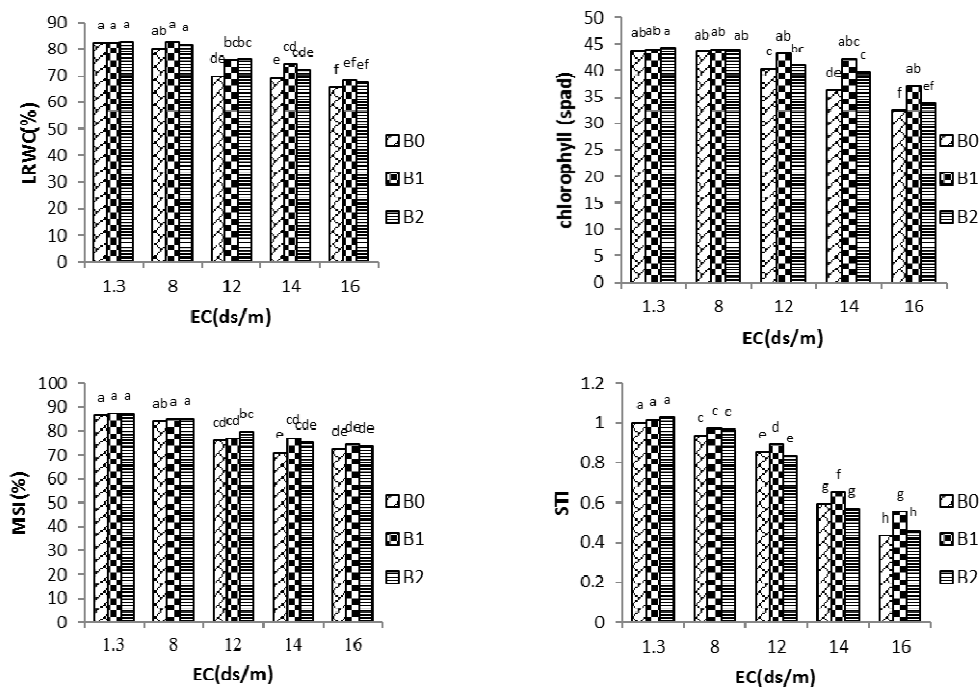 LRWC(%)
90
80
70
60
50
40
30
20
10
0
a a a
ab a a
de bc bc
e cd cde
f ef ef
1.3 8 12 14 16
EC(ds/m)
B0
B1
B2
chlorophyll (spad)
50
45
40
35
30
25
20
15
10
5
0
ab ab a
ab ab ab
c ab bc
de abc c
f ab ef
1.3 8 12 14 16
EC(ds/m)
B0
B1
B2
MSI(%)
100
90
80
70
60
50
40
30
20
10
0
a a a
ab a a
cd cd bc
e cd cde
de de de
1.3 8 12 14 16
EC(ds/m)
B0
B1
B2
STI
1.2
1
0.8
0.6
0.4
0.2
0
a a a
c c c
e d e
g f g
h g h
1.3 8 12 14 16
EC(ds/m)
B0
B1
B2